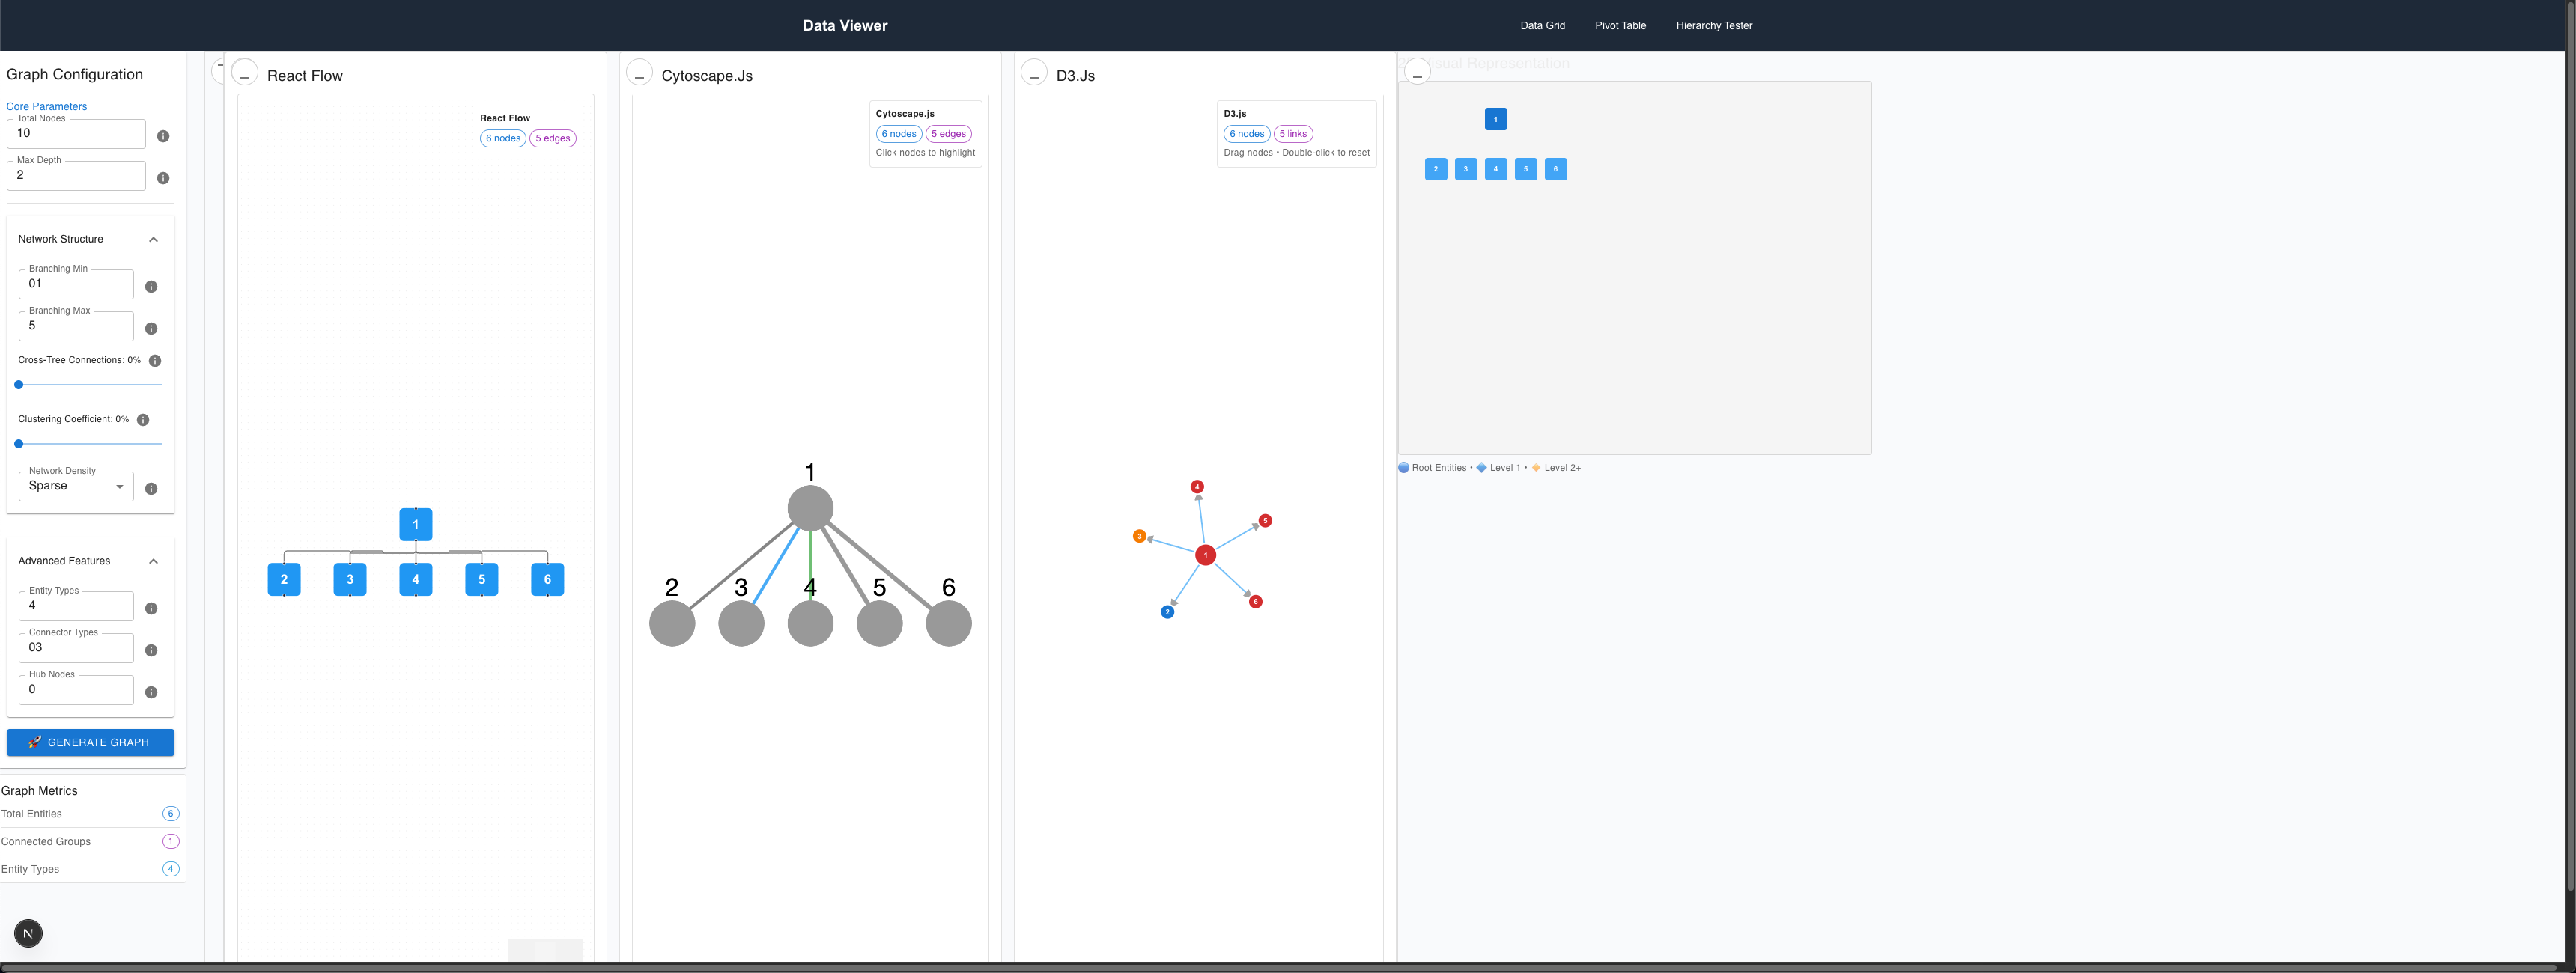 Data Viewer
Data Grid
Pivot Table
Hierarchy Tester
Graph Configuration
Core Parameters
Total Nodes
10
Max Depth
2
Network Structure
Branching Min
01
Branching Max
5
Cross-Tree Connections: 0%
Clustering Coefficient: 0%
Network Density
Sparse
Advanced Features
Entity Types
4
Connector Types
03
Hub Nodes
0
GENERATE GRAPH
Graph Metrics
Total Entities
6
Connected Groups
1
Entity Types
4
N
React Flow
React Flow
6 nodes
5 edges
1
2 3 4 5 6
Cytoscape.Js
Cytoscape.js
6 nodes
5 edges
Click nodes to highlight
1
2 3 4 5 6
D3.Js
D3.js
6 nodes
5 links
Drag nodes • Double-click to reset
4
5
3
1
6
2
Visual Representation
1
2 3 4 5 6
Root Entities • Level 1 • Level 2+